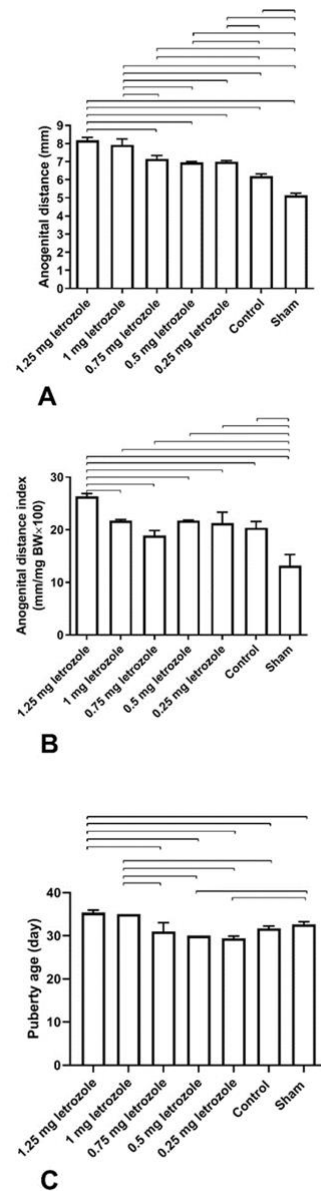 Anogenital distance (mm)
9
8
7
6
5
4
3
2
1
0
1.25 mg letrozole
1 mg letrozole
0.75 mg letrozole
0.5 mg letrozole
0.25 mg letrozole
Control
Sham
A
Anogenital distance index
(mm/mg BW×100)
30
20
10
0
1.25 mg letrozole
1 mg letrozole
0.75 mg letrozole
0.5 mg letrozole
0.25 mg letrozole
Control
Sham
B
Puberty age (day)
40
30
20
10
0
1.25 mg letrozole
1 mg letrozole
0.75 mg letrozole
0.5 mg letrozole
0.25 mg letrozole
Control
Sham
C